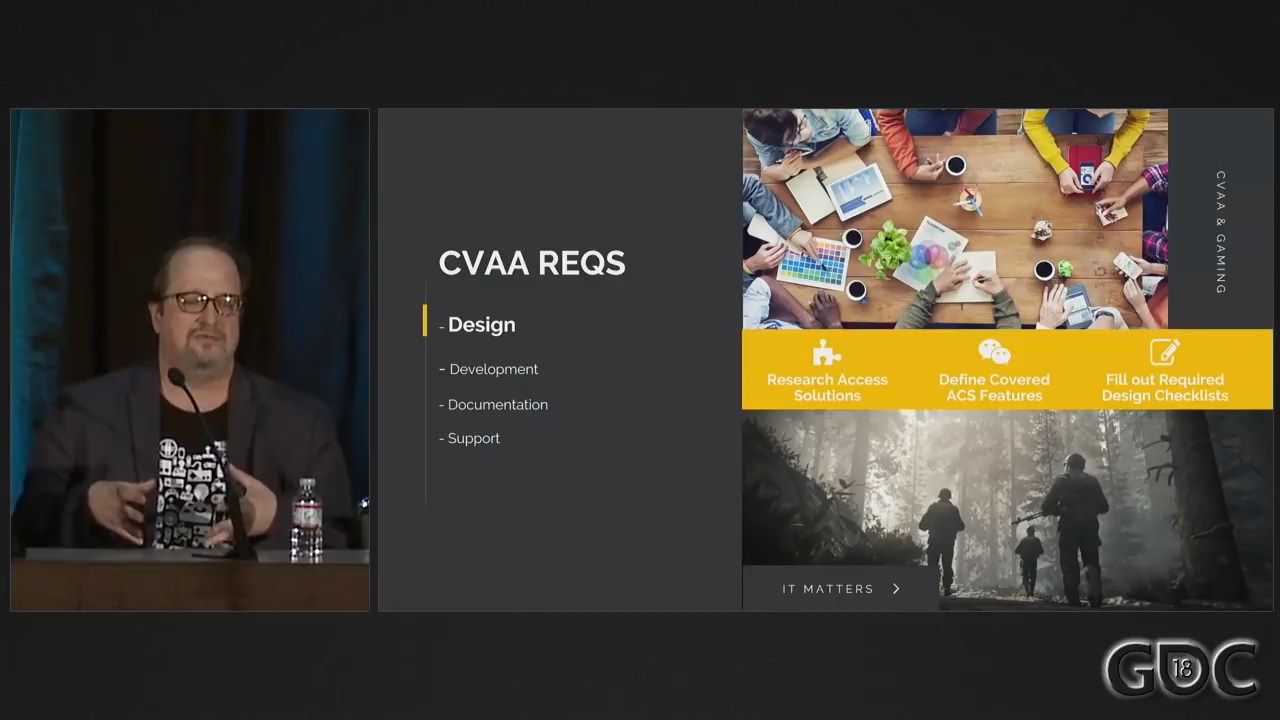 CVAA REQS
- Design
- Development
- Documentation
- Support
CVAA & GAMING
Research Access
Solutions
Define Covered
ACS Features
Fill out Required
Design Checklists
IT MATTERS
GDC
18